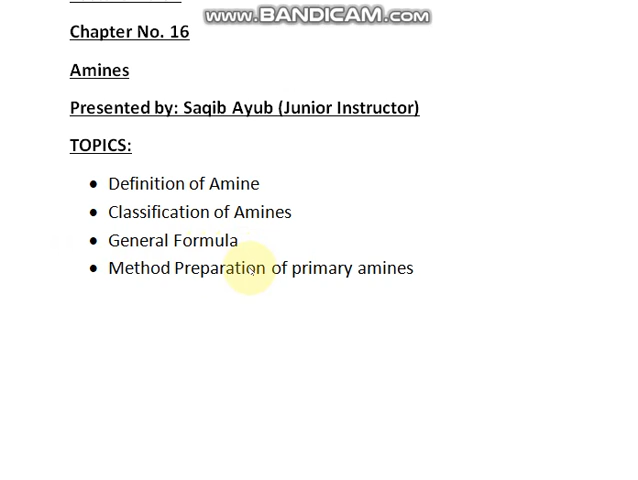 www.BANDICAM.com
Chapter No. 16
Amines
Presented by: Saqib Ayub (Junior Instructor)
TOPICS:
• Definition of Amine
• Classification of Amines
• General Formula
• Method Preparation of primary amines